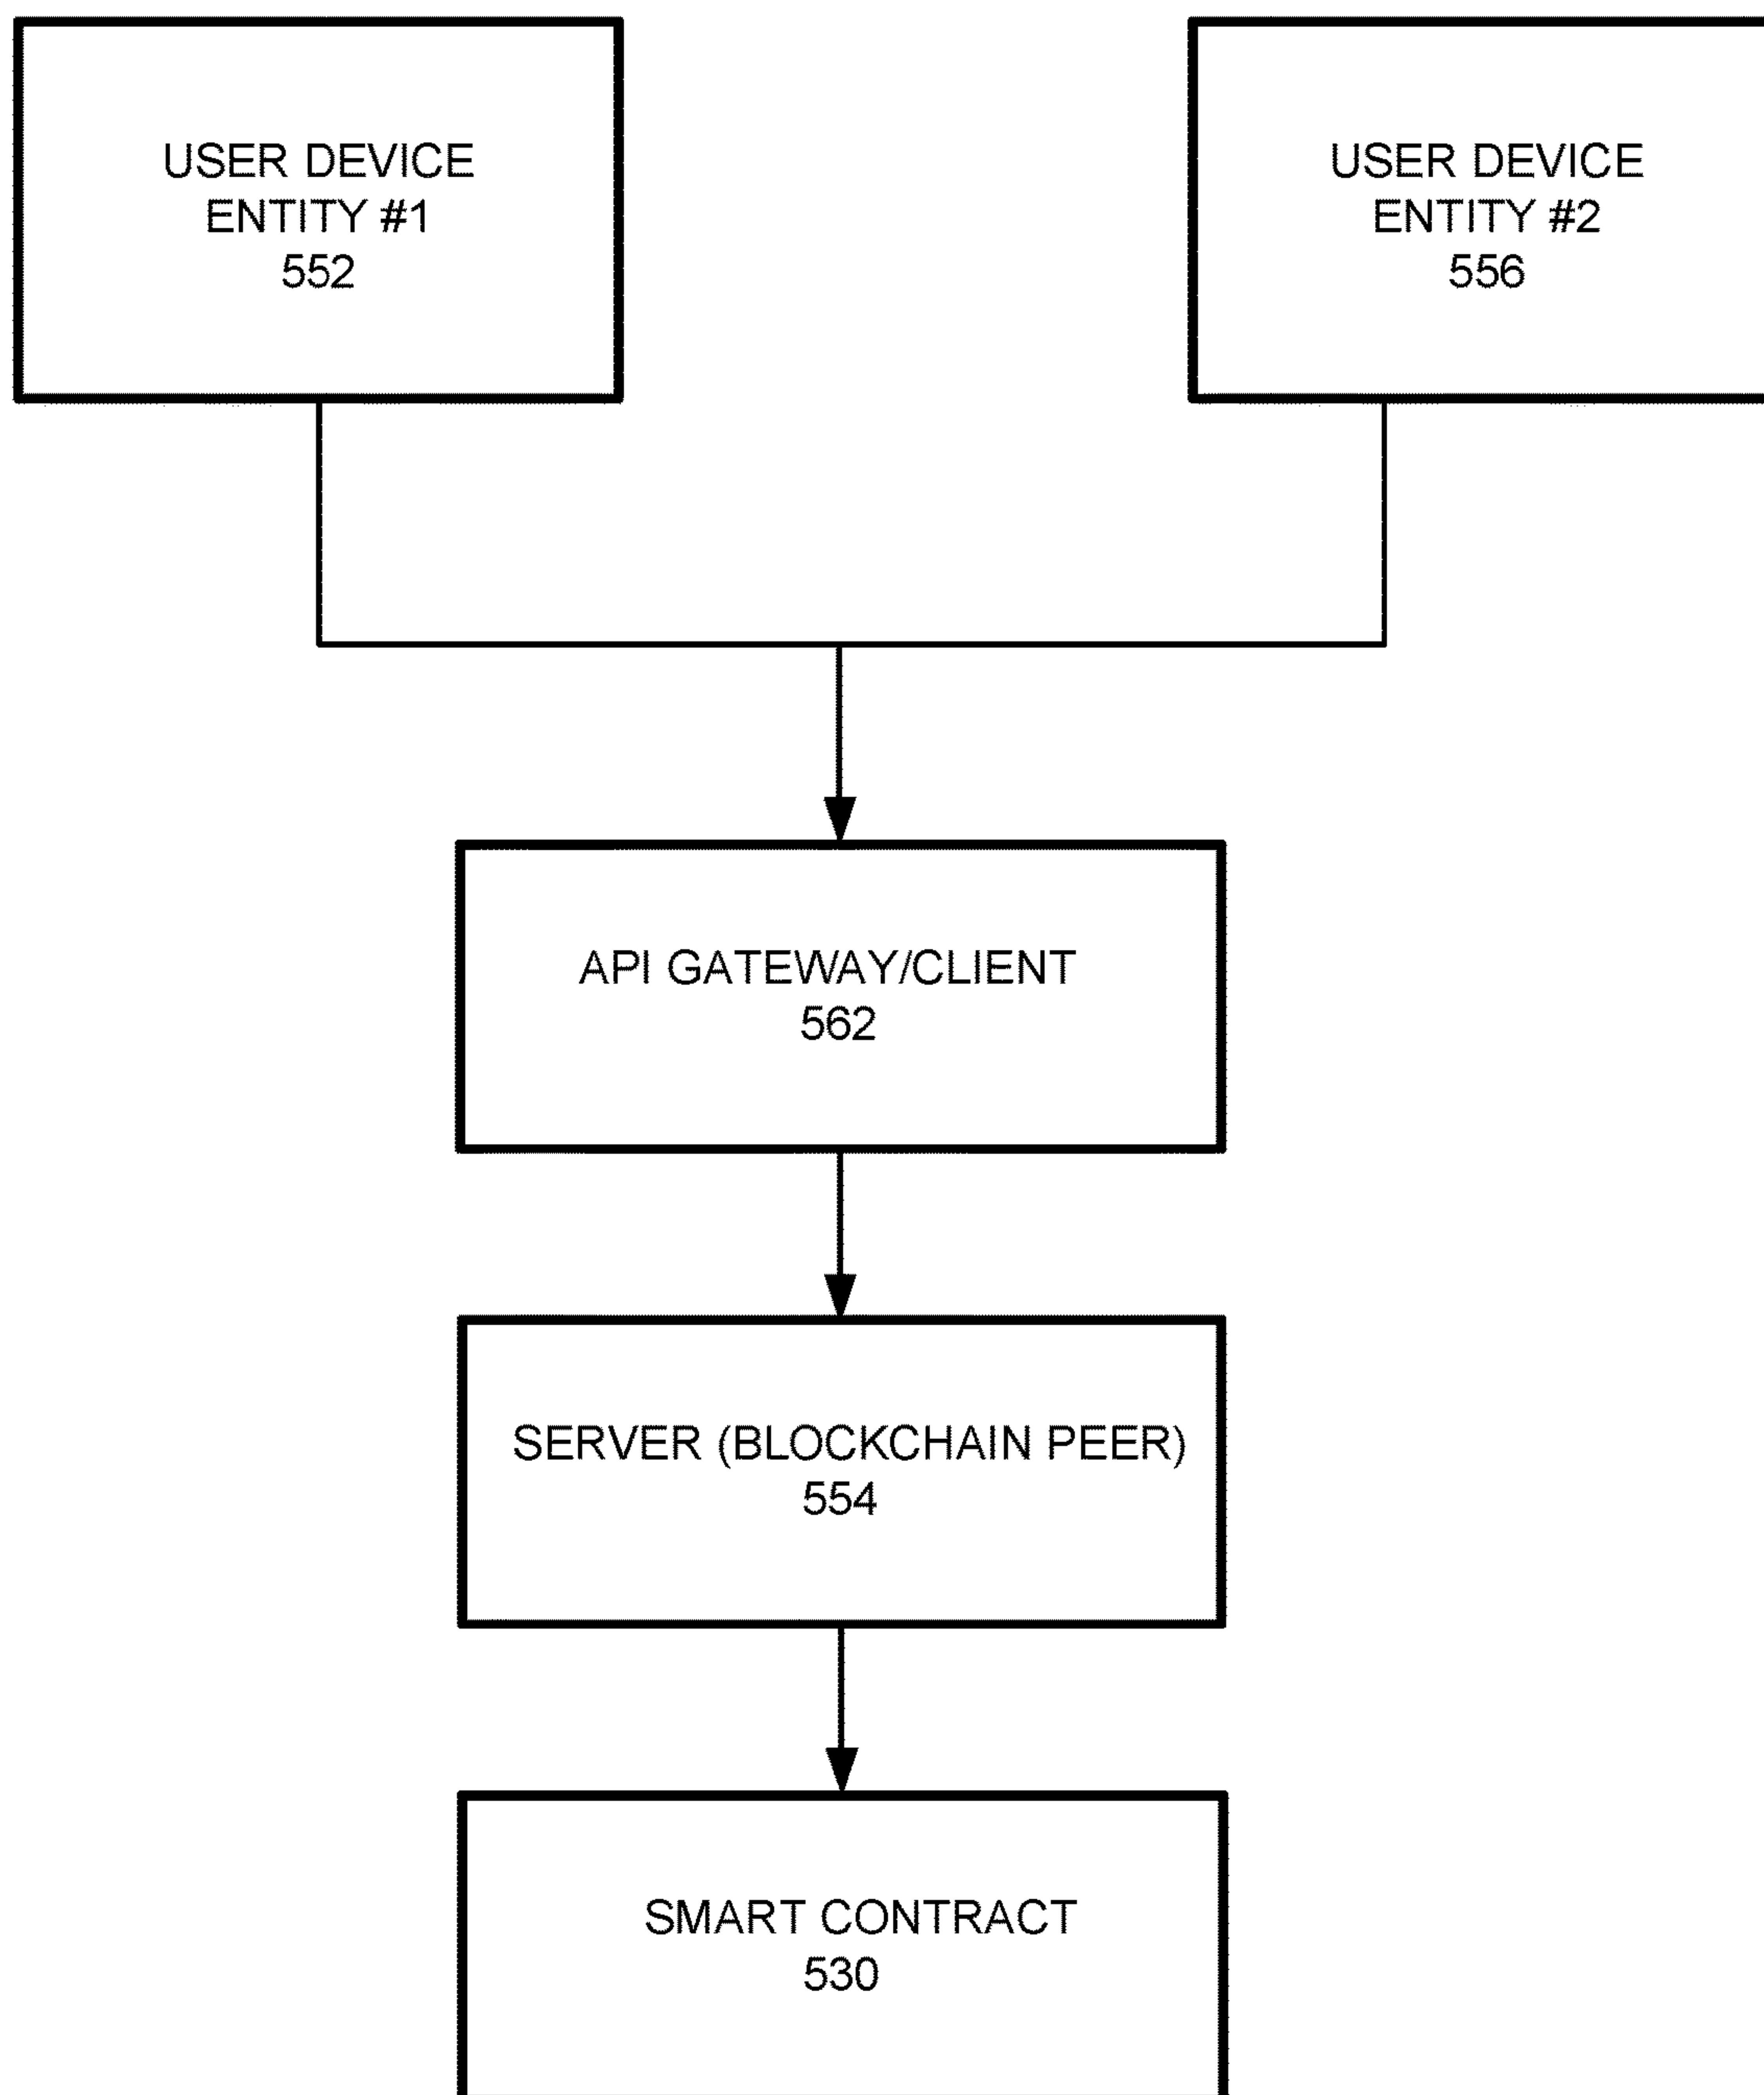 USER DEVICE
ENTITY #1
552
USER DEVICE
ENTITY #2
556
API GATEWAY/CLIENT
562
SERVER (BLOCKCHAIN PEER)
554
SMART CONTRACT
530